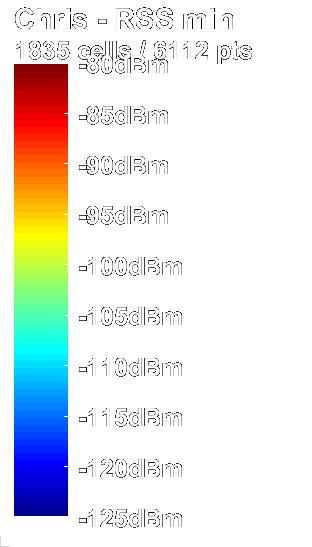 Chris - RSS min
1835 cells / 6112 pts
-80dBm
-85dBm
-90dBm
-95dBm
-100dBm
-105dBm
-110dBm
-115dBm
-120dBm
-125dBm